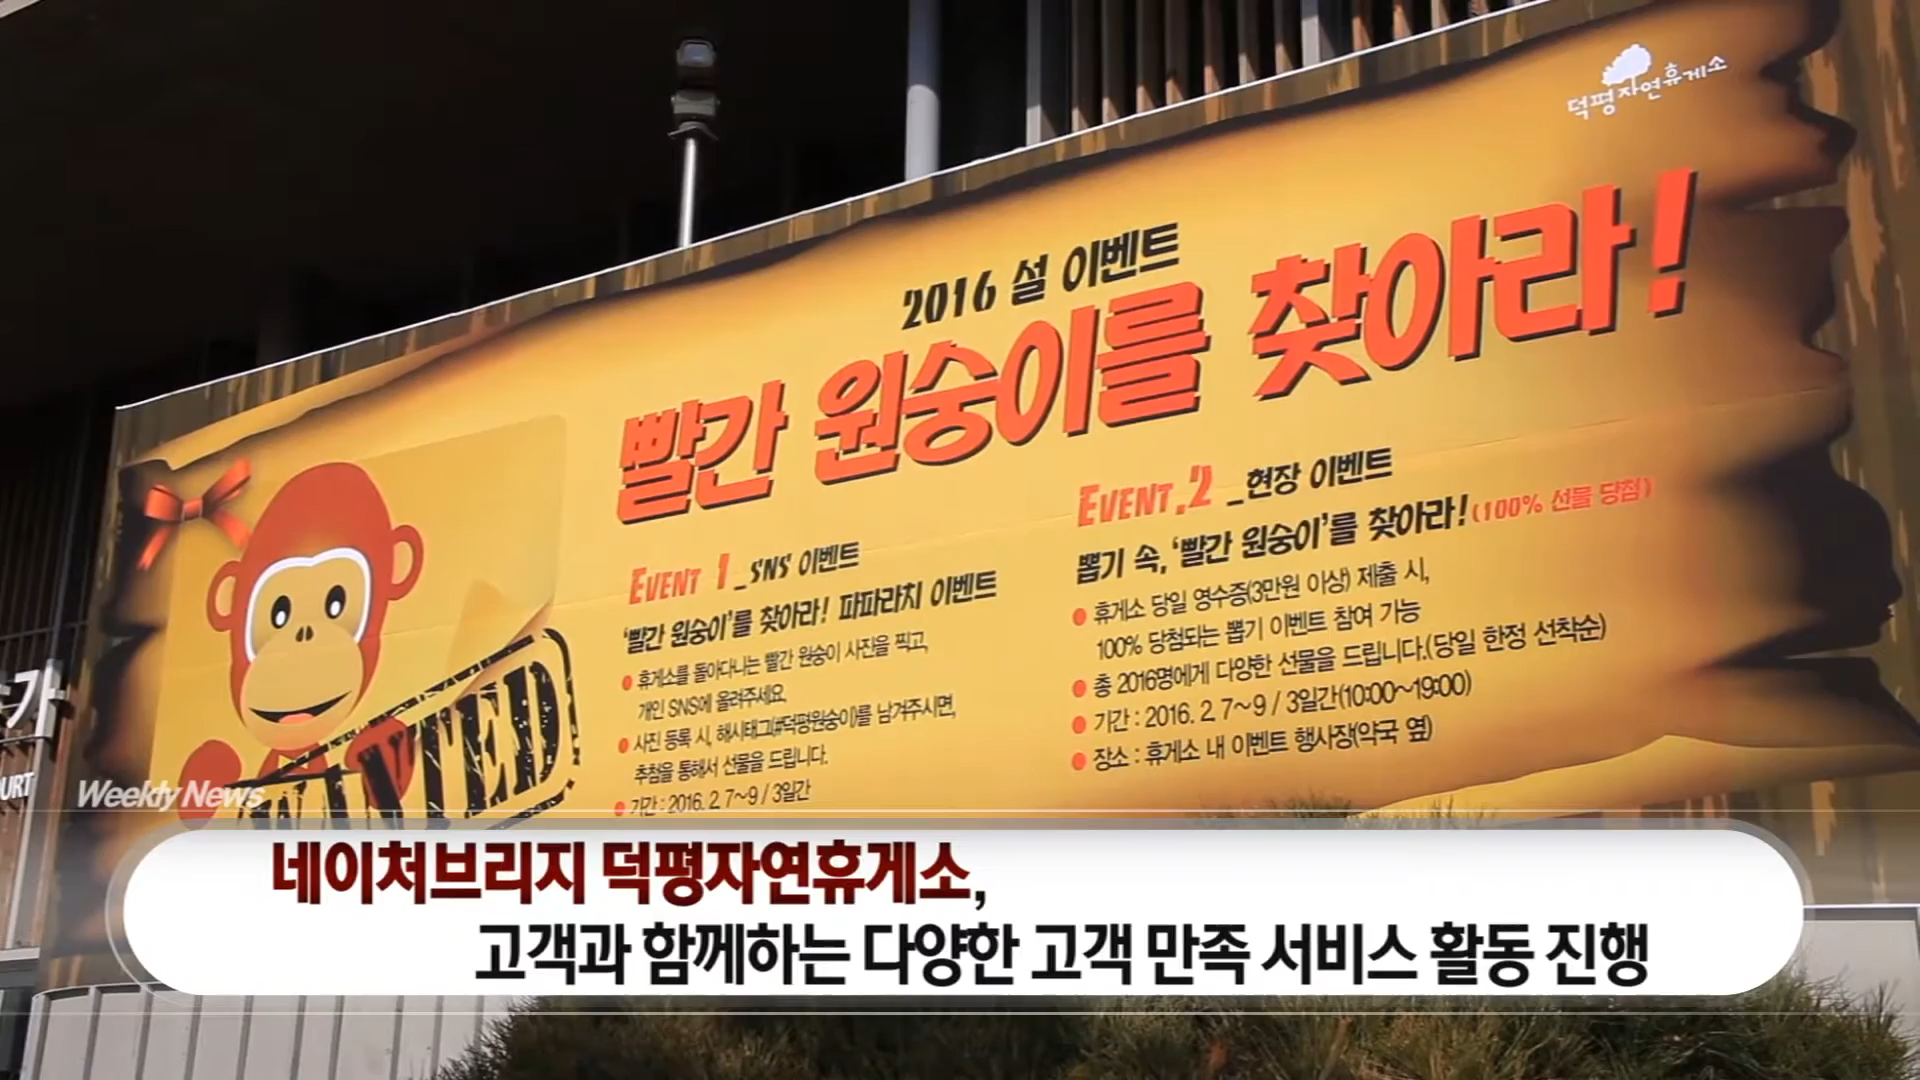 덕평자연휴게소
2016 설 이벤트
빨간 원숭이를 찾아라!
EVENT 1_SNS 이벤트
'빨간 원숭이'를 찾아라! 파파라치 이벤트
휴게소를 돌아다니는 빨간 원숭이 사진을 찍고,
개인 SNS에 올려주세요.
사진 등록 시, 해시태그(#덕평원숭이)를 남겨주시면,
추첨을 통해서 선물을 드립니다.
기간 : 2016. 2. 7~9 / 3일간
EVENT.2_현장 이벤트
뽑기 속, '빨간 원숭이'를 찾아라! (100% 선물 당첨)
휴게소 당일 영수증(3만원 이상) 제출 시,
100% 당첨되는 뽑기 이벤트 참여 가능
총 2016명에게 다양한 선물을 드립니다.(당일 한정 선착순)
기간 : 2016. 2. 7~9 / 3일간(10:00~19:00)
장소 : 휴게소 내 이벤트 행사장(약국 옆)
WANTED
가
URT
Weekly News
네이처브리지 덕평자연휴게소,
고객과 함께하는 다양한 고객 만족 서비스 활동 진행